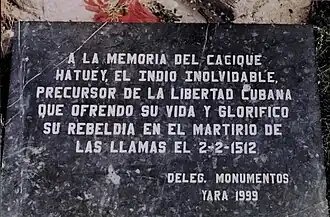 A LA MEMORIA DEL CACIQUE
HATUEY, EL INDIO INOLVIDABLE,
PRECURSOR DE LA LIBERTAD CUBANA
QUE OFRENDO SU VIDA Y GLORIFICO
SU REBELDIA EN EL MARTIRIO DE
LAS LLAMAS EL 2-2-1512
DELEG. MONUMENTOS
YARA 1999